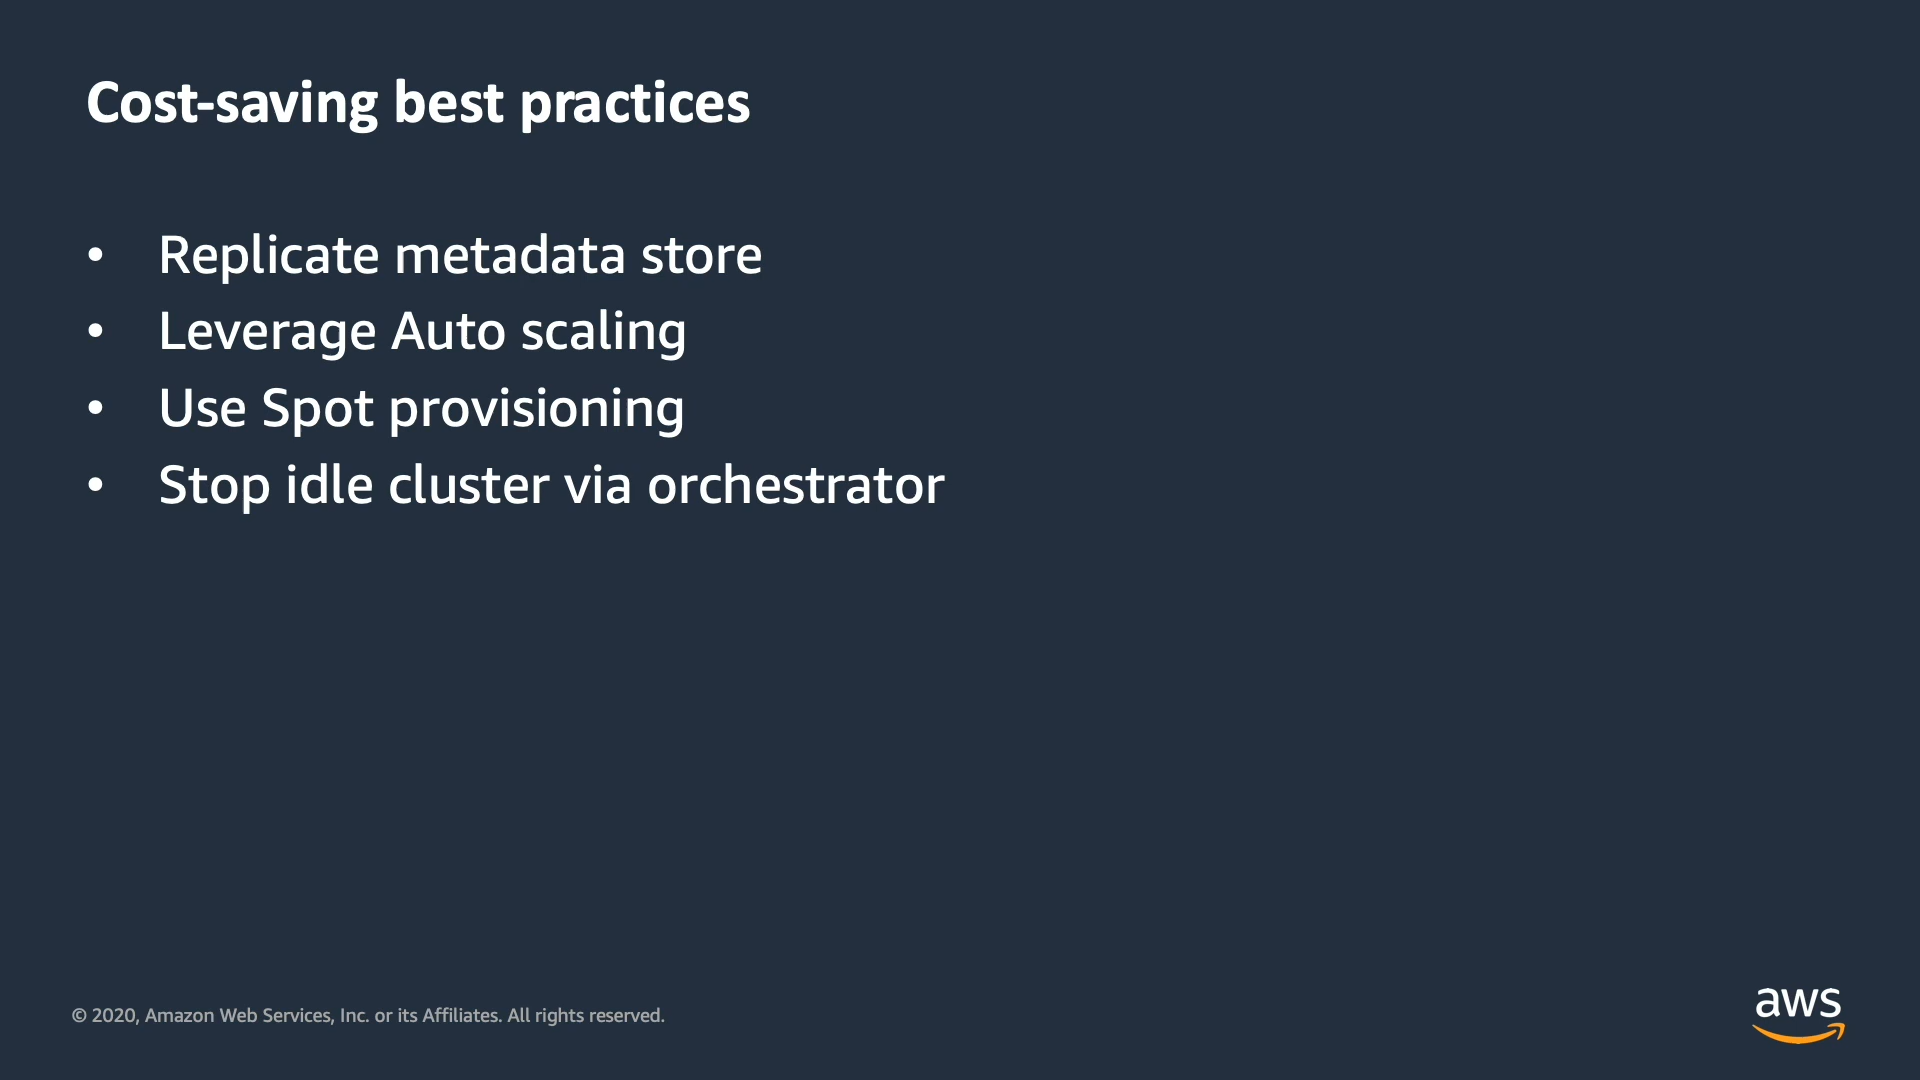 Cost-saving best practices
• Replicate metadata store
• Leverage Auto scaling
• Use Spot provisioning
• Stop idle cluster via orchestrator
© 2020, Amazon Web Services, Inc. or its Affiliates. All rights reserved.
aws